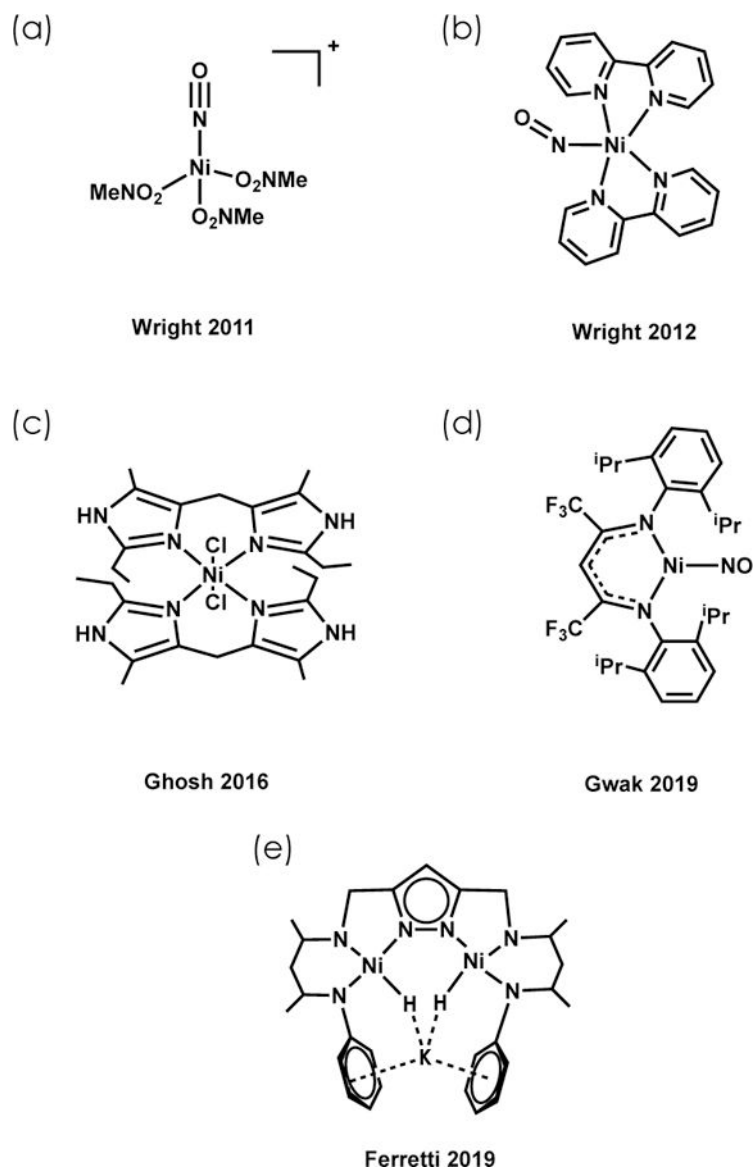 (a)
+
O
N
Ni
MeNO2
O2NMe
O2NMe
Wright 2011
(b)
N
N
O
N
Ni
N
N
Wright 2012
(c)
HN
NH
N
Cl
N
Ni
N
Cl
N
HN
NH
Ghosh 2016
(d)
iPr
F3C
N
iPr
Ni
NO
N
F3C
iPr
iPr
Gwak 2019
(e)
N
N
N
N
Ni
Ni
N
H
H
N
K
Ferretti 2019